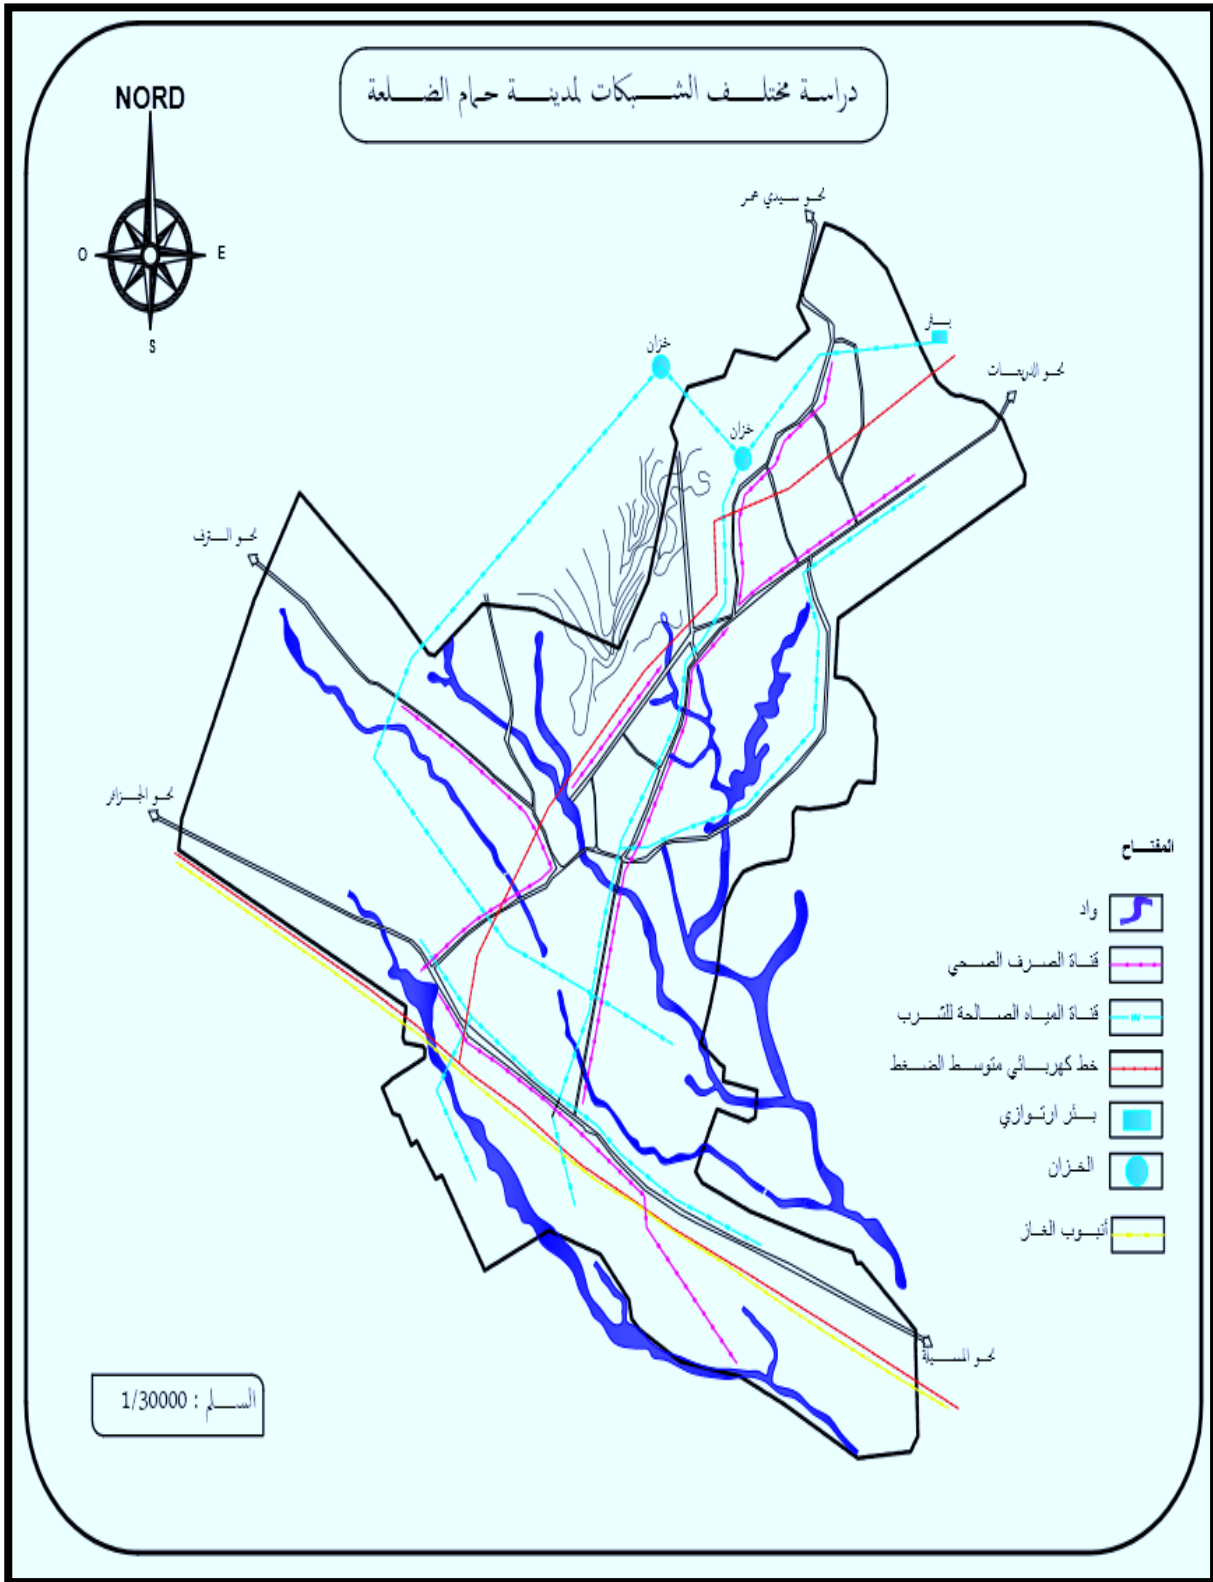 دراسة مختلف الشبكات لمدينة حمام الضلعة
NORD
O
E
S
نحو سيدي عمر
بئر
خزان
نحو الدريعات
خزان
نحو الترف
نحو الجزائر
المفتاح
واد
قناة الصرف الصحي
قناة المياه الصالحة للشرب
خط كهربائي متوسط الضغط
بئر ارتوازي
الخزان
أنبوب الغاز
نحو المسيلة
السلم : 1/30000